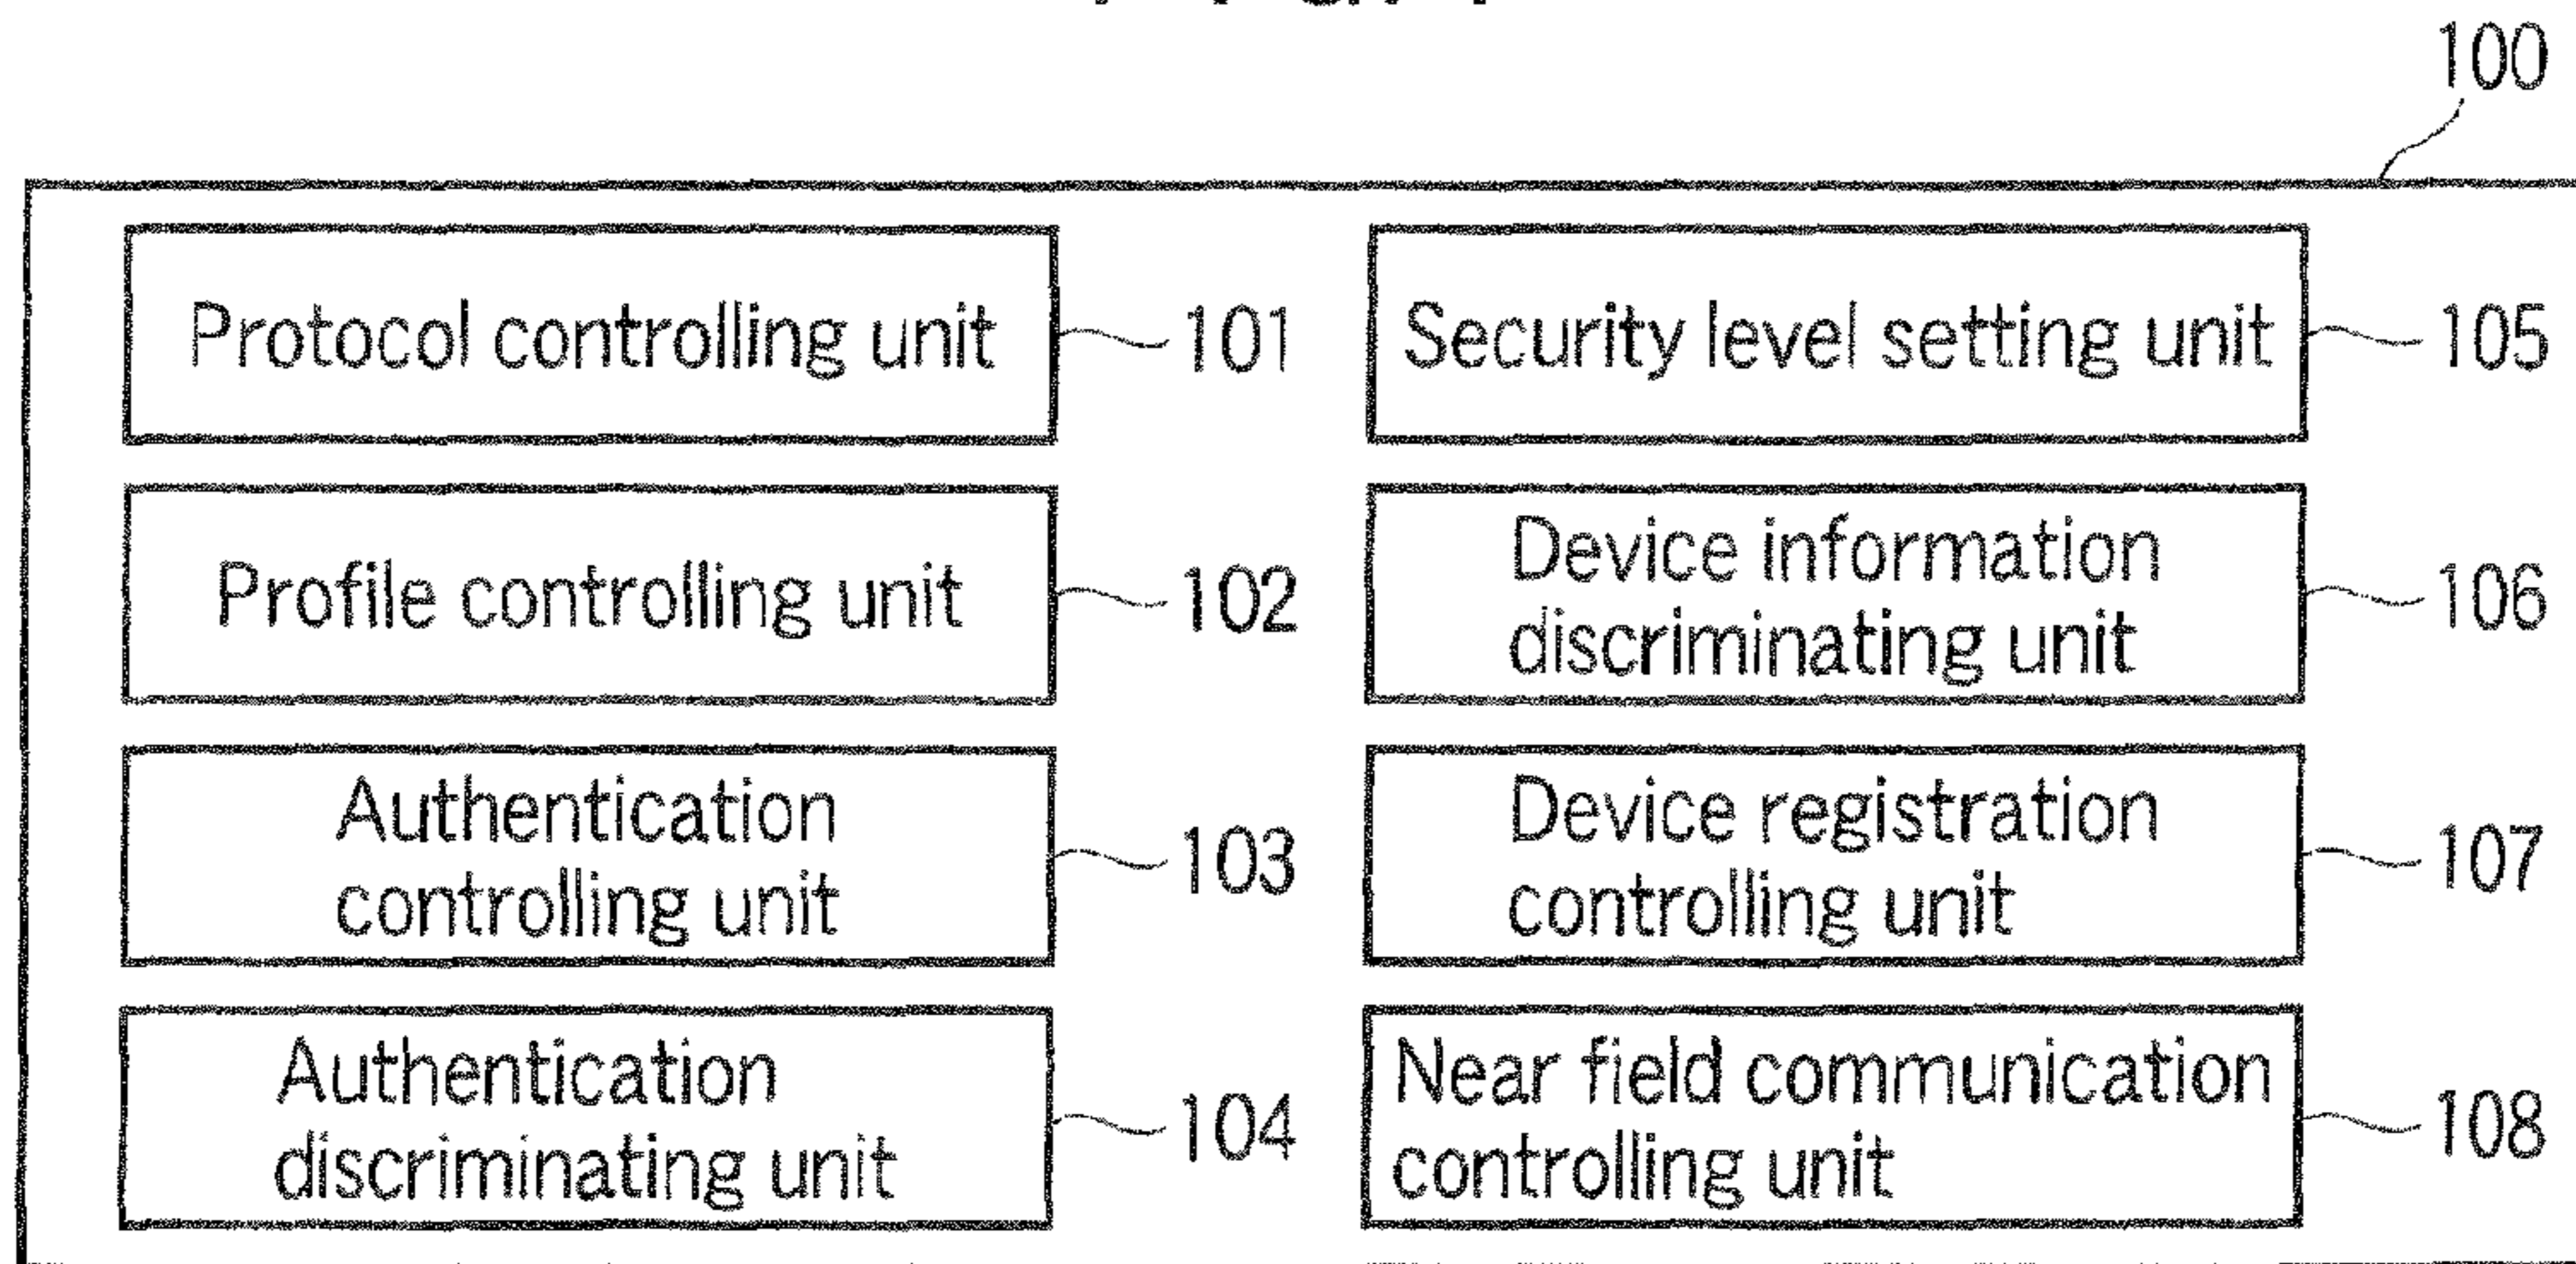 100
Protocol controlling unit
101
Security level setting unit
105
Profile controlling unit
102
Device information
discriminating unit
106
Authentication
controlling unit
103
Device registration
controlling unit
107
Authentication
discriminating unit
104
Near field communication
controlling unit
108